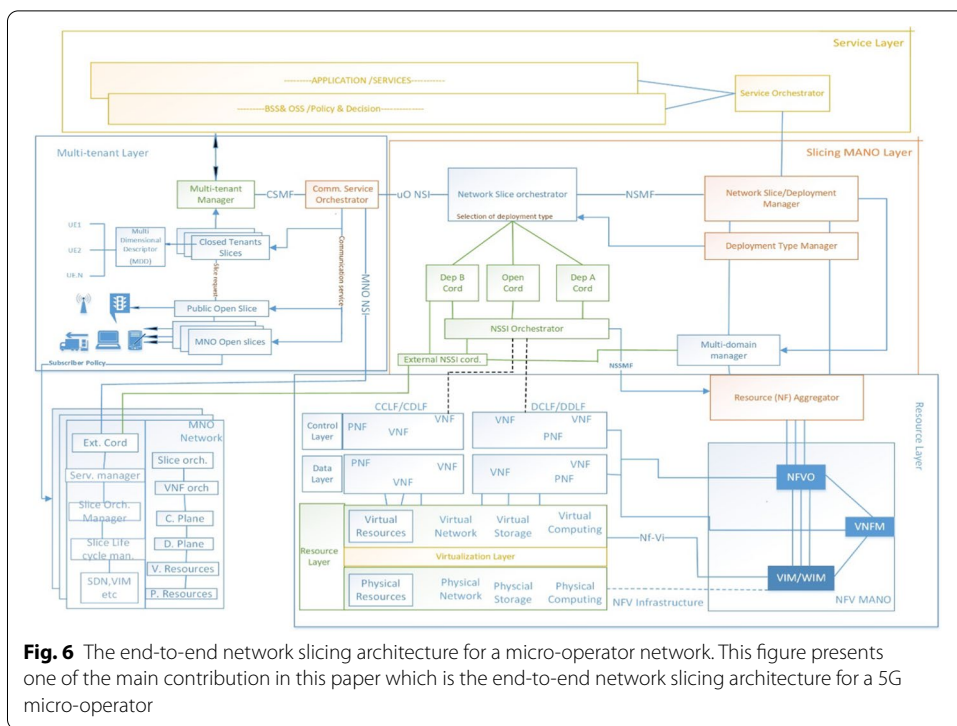 Service Layer
--------APPLICATION /SERVICES----------
---BSS& OSS /Policy & Decision---------
Service Orchestrator
Multi-tenant Layer
Slicing MANO Layer
Multi-tenant
Manager
CSMF
Comm. Service
Orchestrator
uO NSI
Network Slice orchestrator
Selection of deployment type
NSMF
Network Slice/Deployment
Manager
Deployment Type Manager
UE1
UE2
UE.N
Multi
Dimensional
Descriptor
(MDD)
Closed Tenants
Slices
Slice request
Communication service
MNO NSI
Public Open Slice
MNO Open slices
Subscriber Policy
Dep B
Cord
Open
Cord
Dep A
Cord
NSSI Orchestrator
External NSSI cord.
NSSMF
Multi-domain
manager
Resource (NF) Aggregator
Resource Layer
MNO
Network
Ext. Cord
Serv. manager
Slice Orch.
Manager
Slice Life
cycle man.
SDN,VIM
etc
Slice orch.
VNF orch
C. Plane
D. Plane
V. Resources
P. Resources
CCLF/CDLF
DCLF/DDLF
Control
Layer
PNF
VNF
VNF
VNF
VNF
PNF
Data
Layer
PNF
VNF
VNF
VNF
VNF
PNF
Resource
Layer
Virtual
Resources
Virtual
Network
Virtual
Storage
Virtual
Computing
Virtualization Layer
Physical
Resources
Physical
Network
Physcial
Storage
Physical
Computing
Nf-Vi
NFV Infrastructure
NFVO
VNFM
VIM/WIM
NFV MANO
Fig. 6 The end-to-end network slicing architecture for a micro-operator network. This figure presents
one of the main contribution in this paper which is the end-to-end network slicing architecture for a 5G
micro-operator